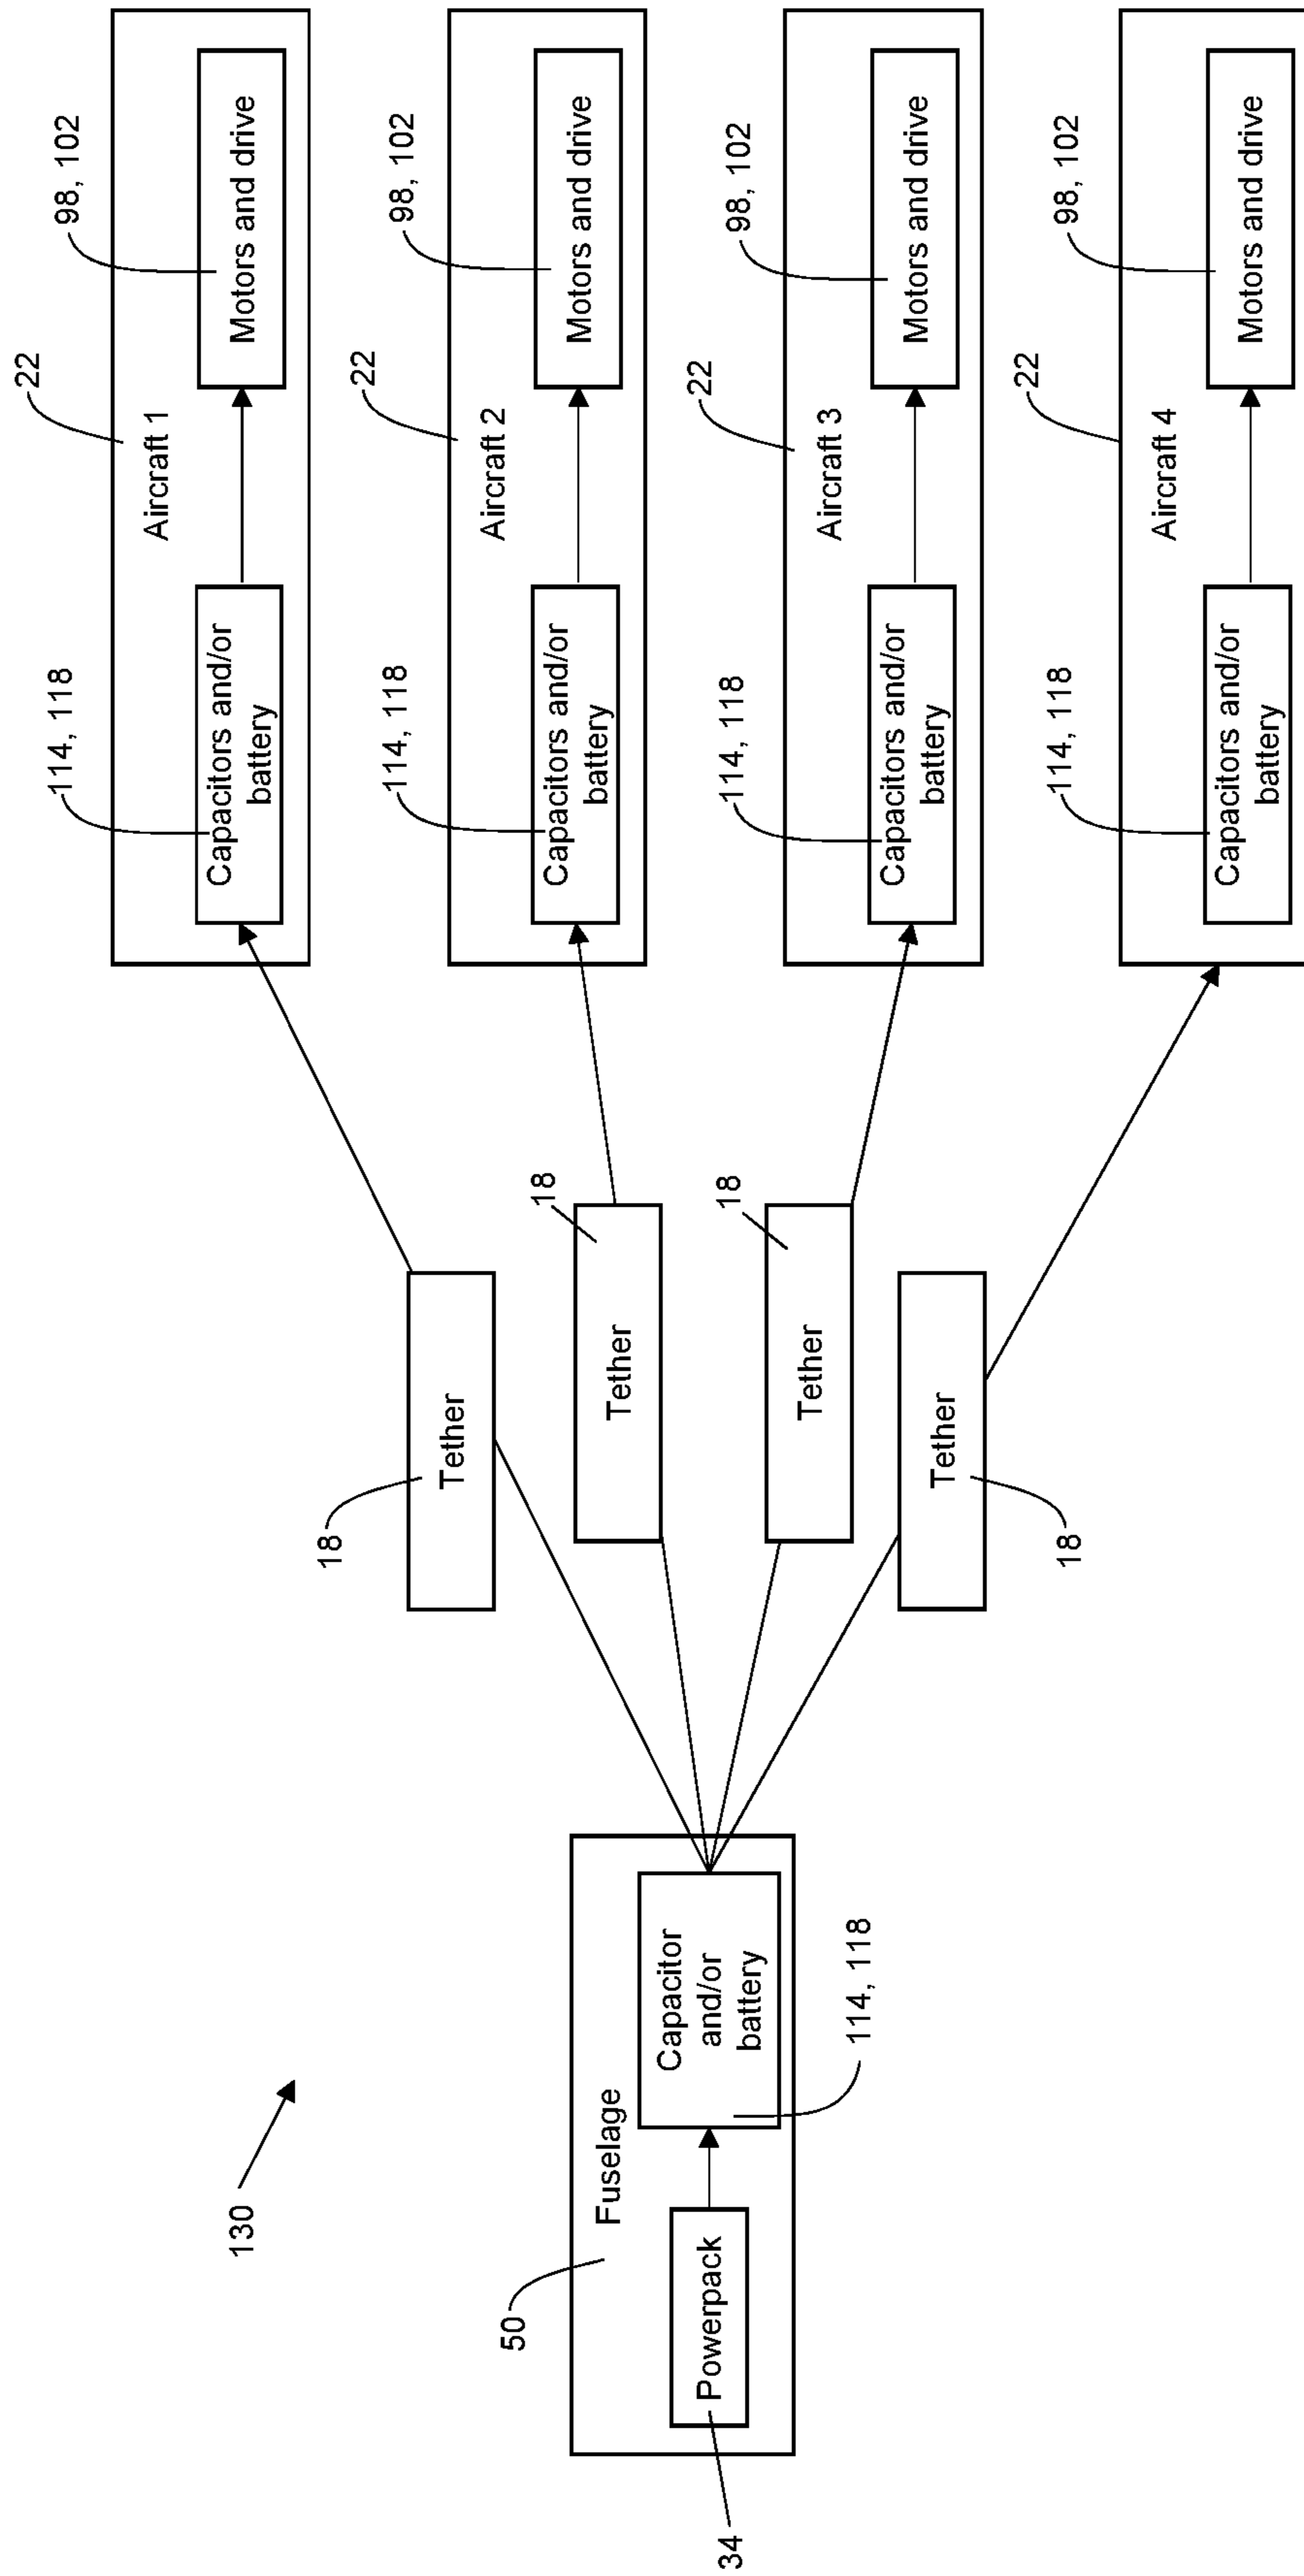 130
50
Fuselage
34
Powerpack
Capacitor
and/or
battery
114, 118
18
Tether
18
Tether
18
Tether
18
Tether
22
Aircraft 1
114, 118
Capacitors and/or
battery
98, 102
Motors and drive
22
Aircraft 2
114, 118
Capacitors and/or
battery
98, 102
Motors and drive
22
Aircraft 3
114, 118
Capacitors and/or
battery
98, 102
Motors and drive
22
Aircraft 4
114, 118
Capacitors and/or
battery
98, 102
Motors and drive